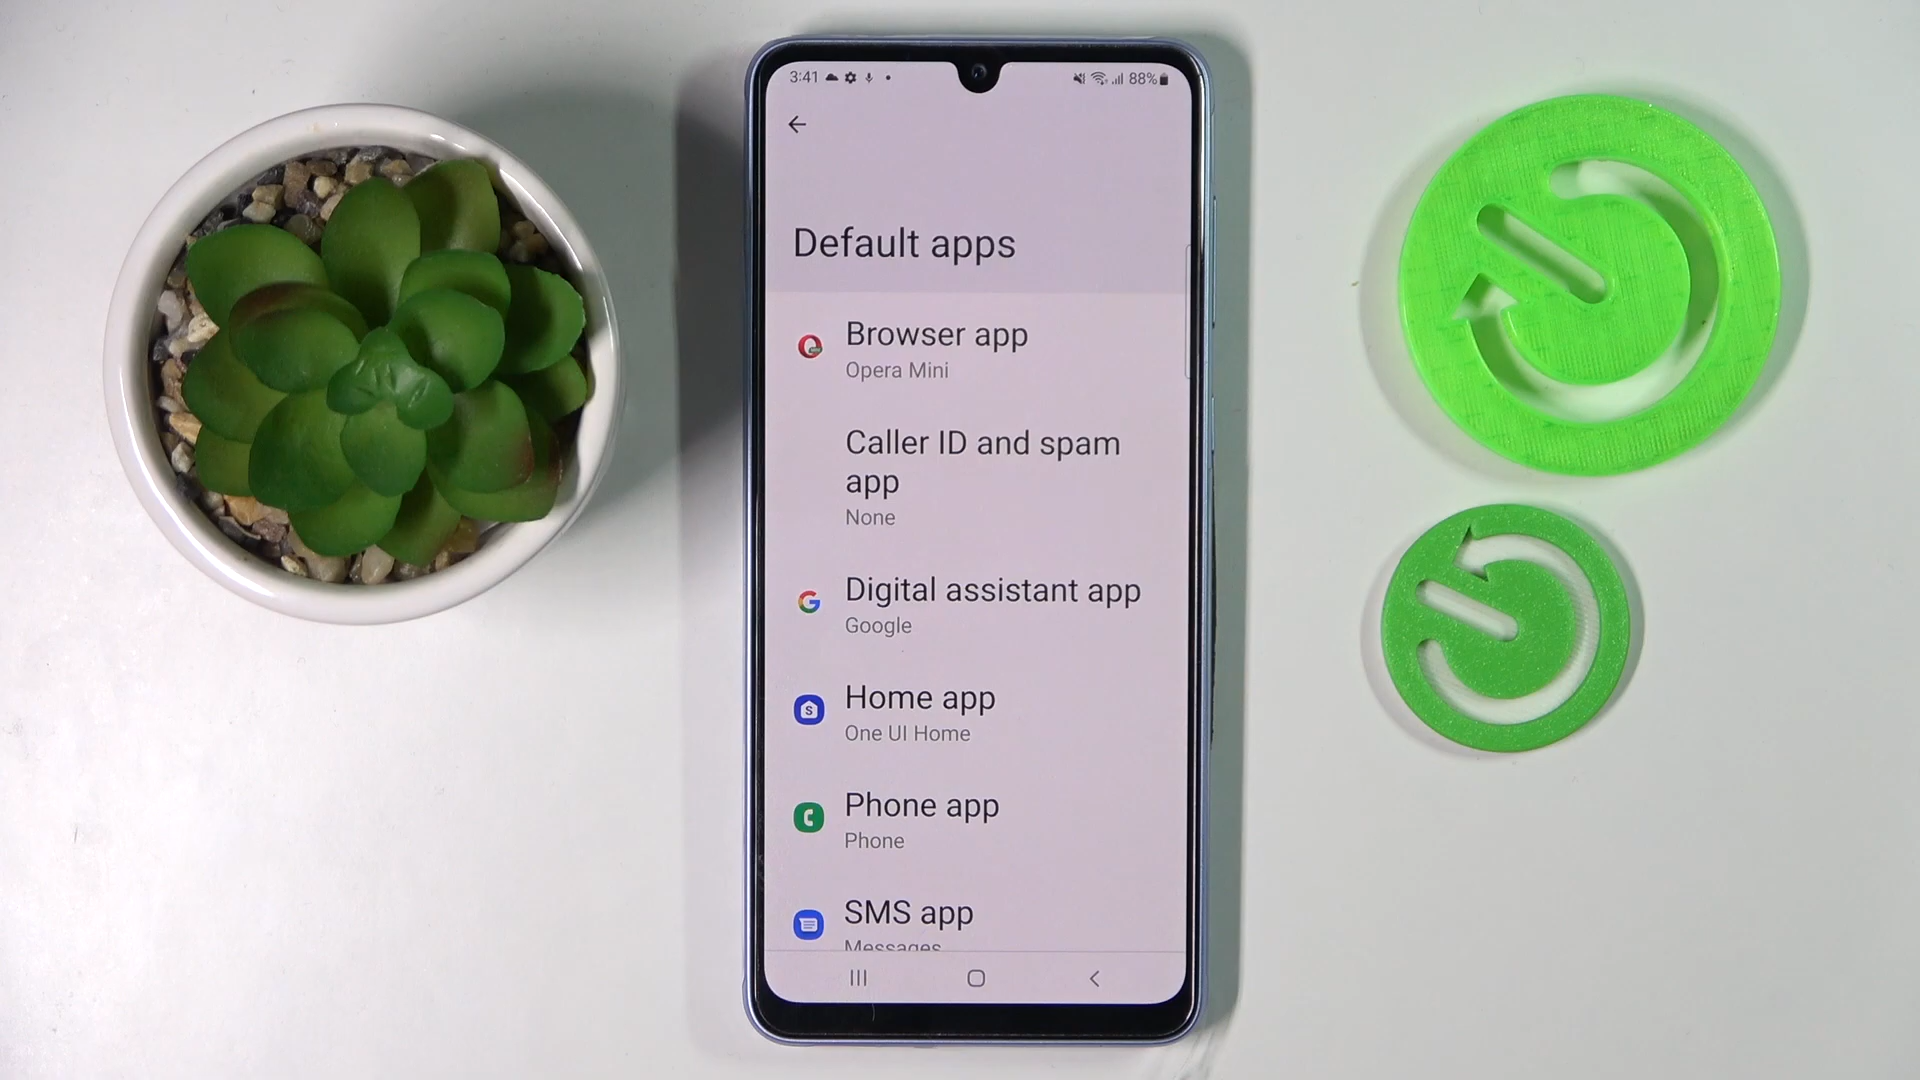 3:41 88%
Default apps
Browser app
Opera Mini
Caller ID and spam
app
None
Digital assistant app
Google
Home app
One UI Home
Phone app
Phone
SMS app
Messages